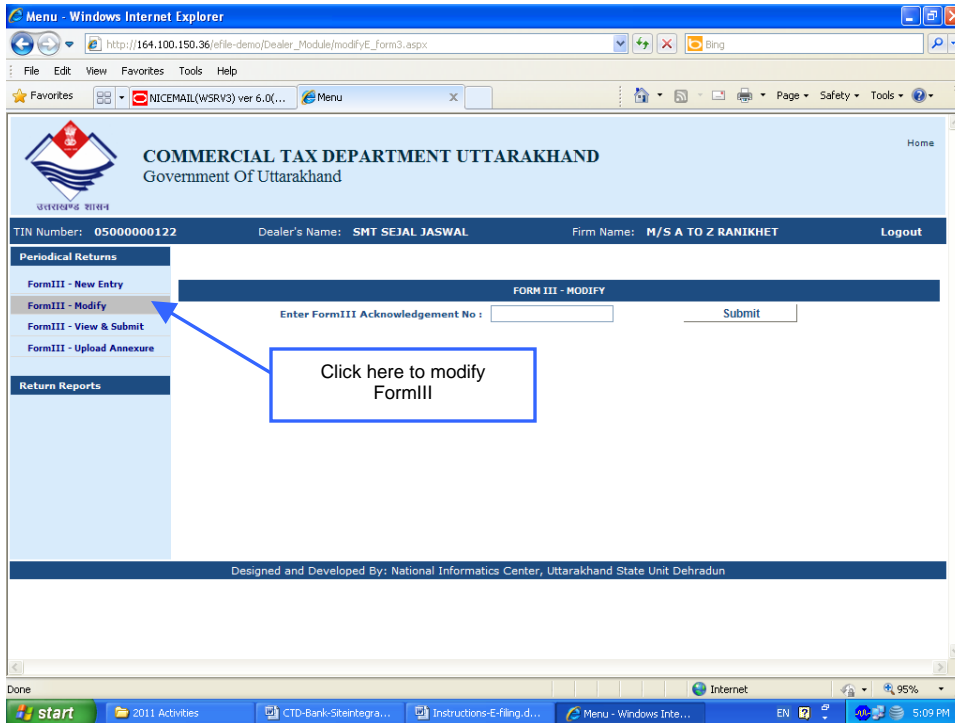 Menu - Windows Internet Explorer
http://164.100.150.36/efile-demo/Dealer_Module/modifyE_form3.aspx
Bing
File Edit View Favorites Tools Help
Favorites NICEMAIL(WSRV3) ver 6.0(... Menu X Page Safety Tools
COMMERCIAL TAX DEPARTMENT UTTARAKHAND
Government Of Uttarakhand
Home
उत्तराखण्ड शासन
TIN Number: 05000000122 Dealer's Name: SMT SEJAL JASWAL Firm Name: M/S A TO Z RANIKHET Logout
Periodical Returns
FormIII - New Entry
FormIII - Modify
FormIII - View & Submit
FormIII - Upload Annexure
Return Reports
FORM III - MODIFY
Enter FormIII Acknowledgement No : Submit
Click here to modify
FormIII
Designed and Developed By: National Informatics Center, Uttarakhand State Unit Dehradun
Done Internet 95%
start 2011 Activities CTD-Bank-Siteintegra... Instructions-E-filing.d... Menu - Windows Inte... EN 5:09 PM